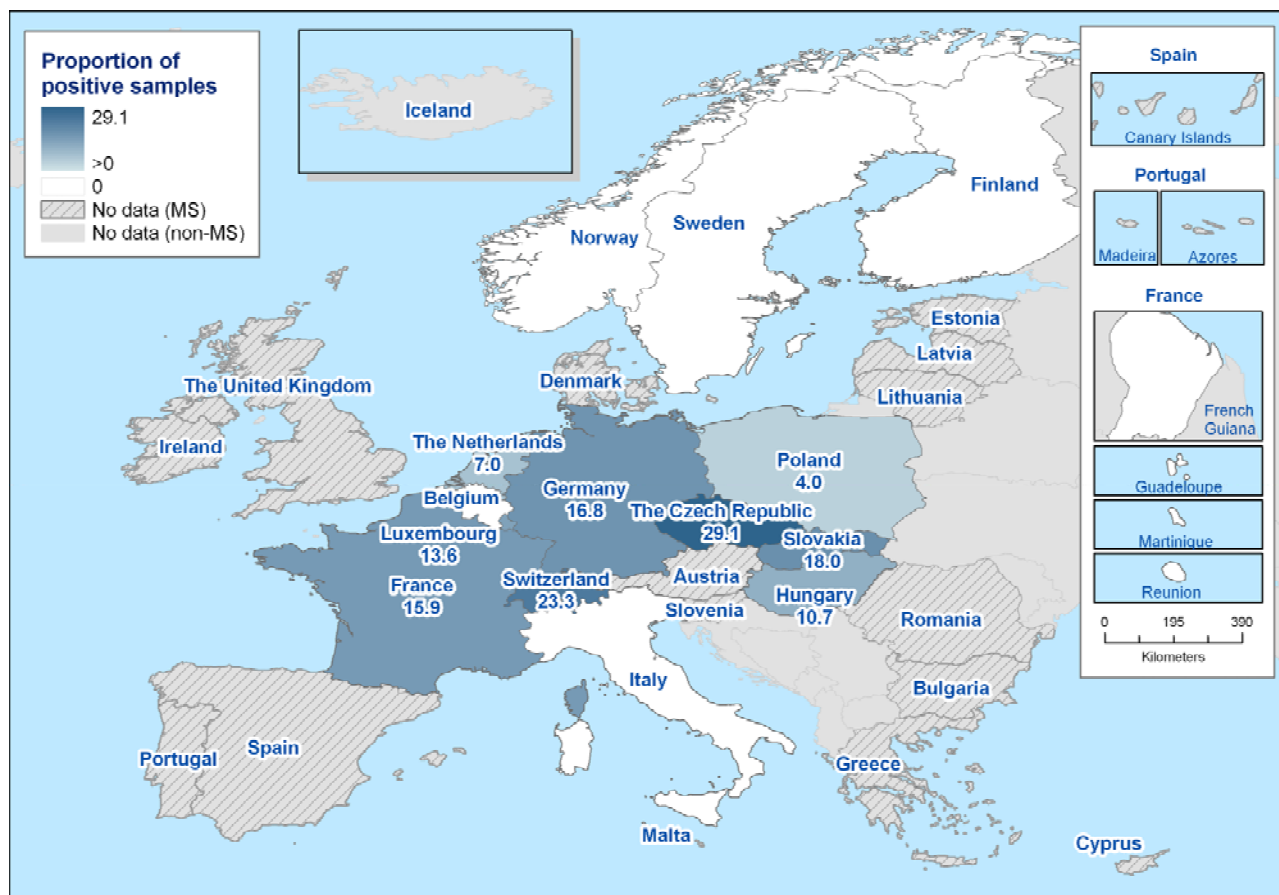 Proportion of
positive samples
29.1
>0
0
No data (MS)
No data (non-MS)
Iceland
Norway
Sweden
Finland
Estonia
Latvia
Lithuania
Denmark
The United Kingdom
Ireland
The Netherlands
7.0
Belgium
Germany
16.8
Poland
4.0
The Czech Republic
29.1
Luxembourg
13.6
Slovakia
18.0
France
15.9
Switzerland
23.3
Austria
Hungary
10.7
Slovenia
Romania
Bulgaria
Italy
Portugal
Spain
Greece
Malta
Cyprus
Spain
Canary Islands
Portugal
Madeira
Azores
France
French
Guiana
Guadeloupe
Martinique
Reunion
0 195 390
Kilometers